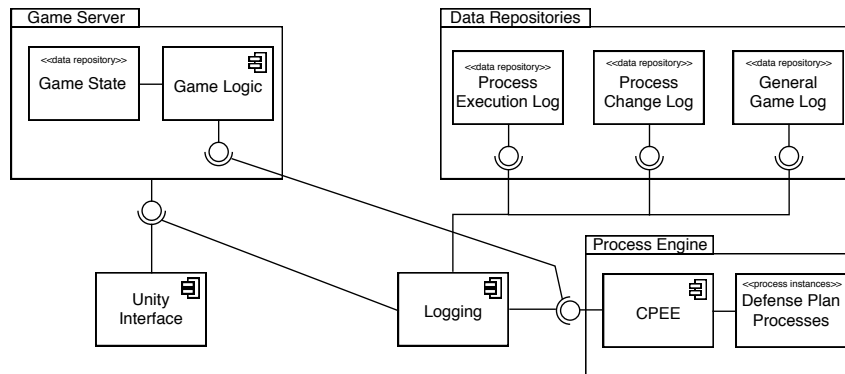 Game Server
<<data repository>>
Game State
Game Logic
Data Repositories
<<data repository>>
Process
Execution Log
<<data repository>>
Process
Change Log
<<data repository>>
General
Game Log
Unity
Interface
Logging
Process Engine
CPEE
<<process instances>>
Defense Plan
Processes